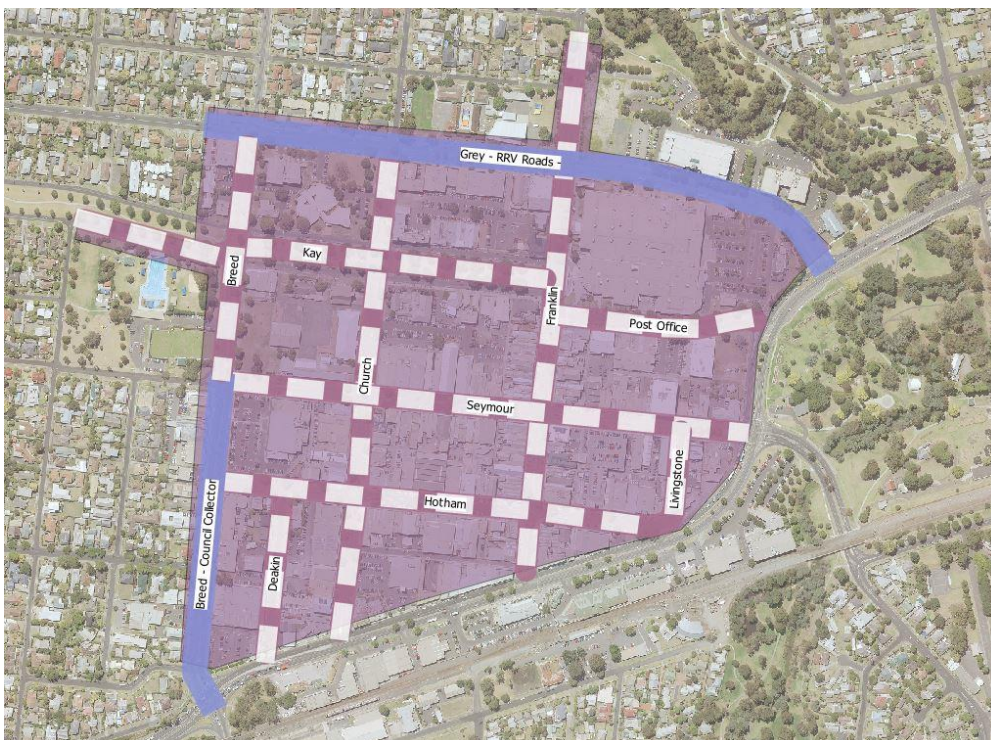 Grey - RRV Roads -
Kay
Breed
Franklin
Post Office
Church
Seymour
Livingstone
Hotham
Breed - Council Collector
Deakin